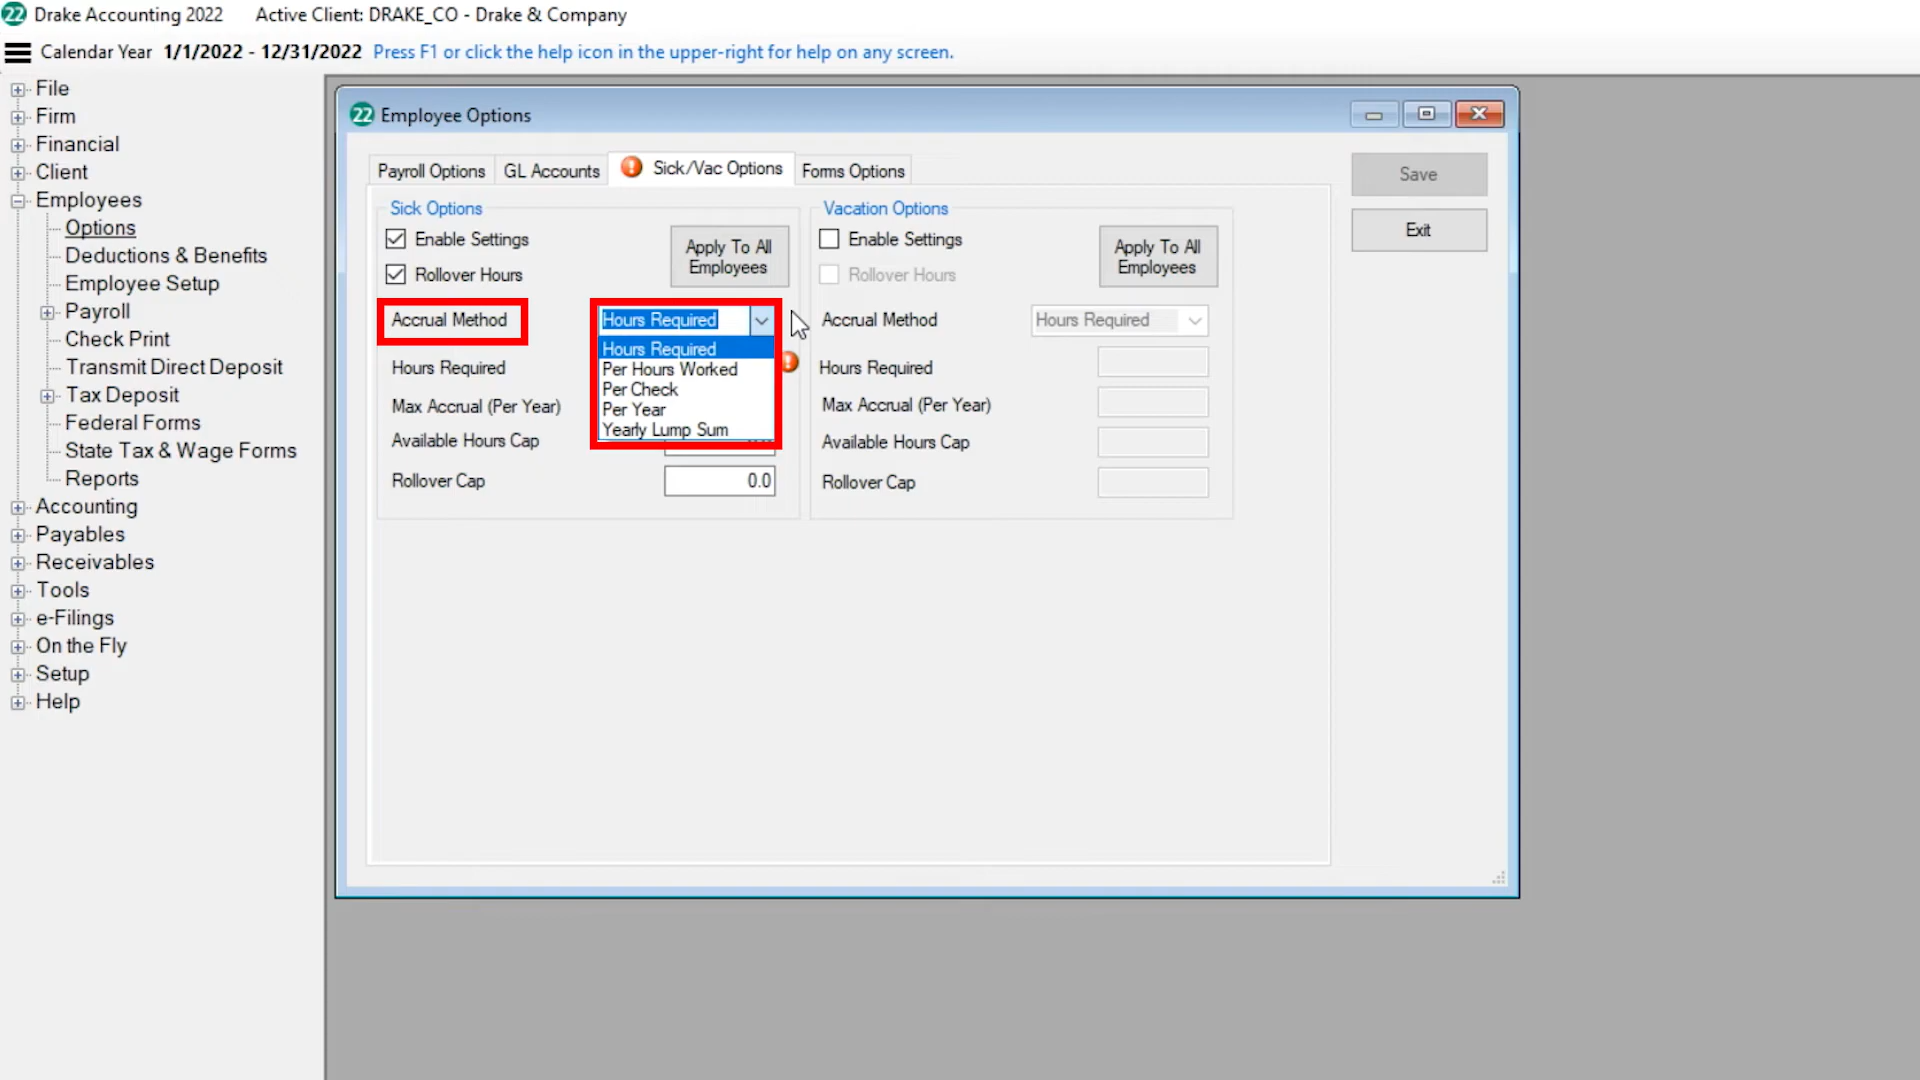 22 Drake Accounting 2022 Active Client: DRAKE_CO - Drake & Company
Calendar Year 1/1/2022 - 12/31/2022 Press F1 or click the help icon in the upper-right for help on any screen.
File
Firm
Financial
Client
Employees
Options
Deductions & Benefits
Employee Setup
Payroll
Check Print
Transmit Direct Deposit
Tax Deposit
Federal Forms
State Tax & Wage Forms
Reports
Accounting
Payables
Receivables
Tools
e-Filings
On the Fly
Setup
Help
22 Employee Options
Payroll Options GL Accounts Sick/Vac Options Forms Options
Save
Exit
Sick Options
Enable Settings
Rollover Hours
Apply To All
Employees
Accrual Method Hours Required
Hours Required
Per Hours Worked
Per Check
Per Year
Yearly Lump Sum
Hours Required
Max Accrual (Per Year)
Available Hours Cap
Rollover Cap 0.0
Vacation Options
Enable Settings
Rollover Hours
Apply To All
Employees
Accrual Method Hours Required
Hours Required
Max Accrual (Per Year)
Available Hours Cap
Rollover Cap